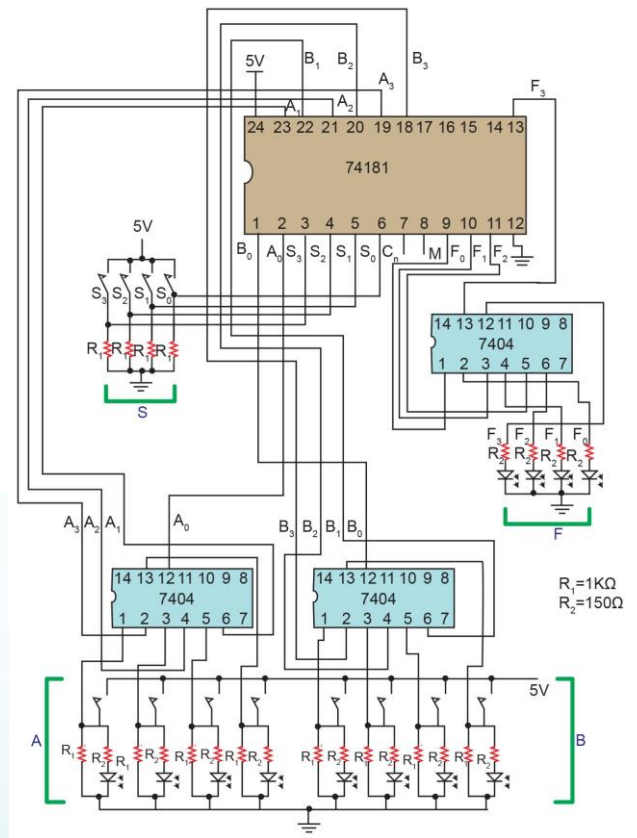 B₁ B₂ B₃
5V A₁ A₂ A₃ F₃
24 23 22 21 20 19 18 17 16 15 14 13
74181
1 2 3 4 5 6 7 8 9 10 11 12
B₀ A₀ S₃ S₂ S₁ S₀ Cₙ M F₀ F₁ F₂
5V
S₃ S₂ S₁ S₀
R₁ R₁ R₁ R₁
S
14 13 12 11 10 9 8
7404
1 2 3 4 5 6 7
F₃ F₂ F₁ F₀
R₂ R₂ R₂ R₂
F
A₃ A₂ A₁ A₀ B₃ B₂ B₁ B₀
14 13 12 11 10 9 8
7404
1 2 3 4 5 6 7
14 13 12 11 10 9 8
7404
1 2 3 4 5 6 7
R₁=1KΩ
R₂=150Ω
5V
A B
R₁ R₂ R₁ R₂ R₁ R₂ R₁ R₂ R₁ R₂ R₁ R₂ R₁ R₂ R₁ R₂
R₁